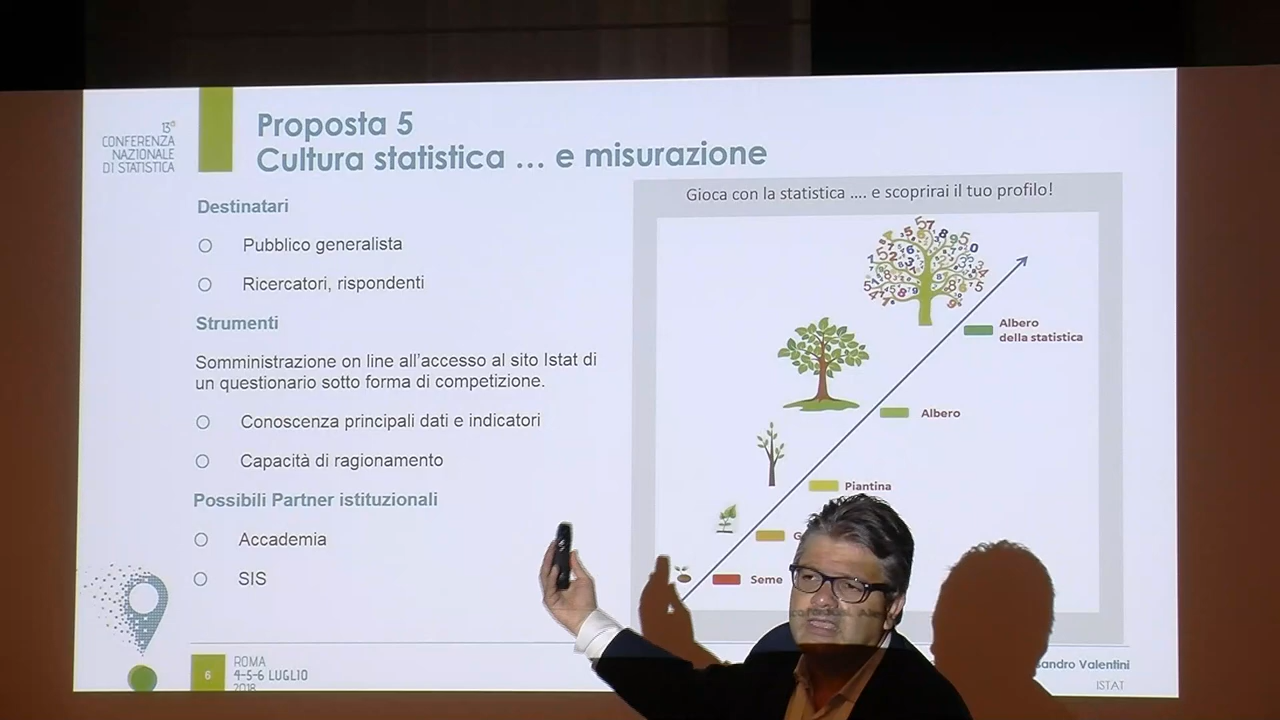 13ª
CONFERENZA
NAZIONALE
DI STATISTICA
Proposta 5
Cultura statistica ... e misurazione
Destinatari
Pubblico generalista
Ricercatori, rispondenti
Strumenti
Somministrazione on line all'accesso al sito Istat di
un questionario sotto forma di competizione.
Conoscenza principali dati e indicatori
Capacità di ragionamento
Possibili Partner istituzionali
Accademia
SIS
Gioca con la statistica .... e scoprirai il tuo profilo!
Albero
della statistica
Albero
Piantina
G
Seme
6
ROMA
4-5-6 LUGLIO
2018
sandro Valentini
ISTAT